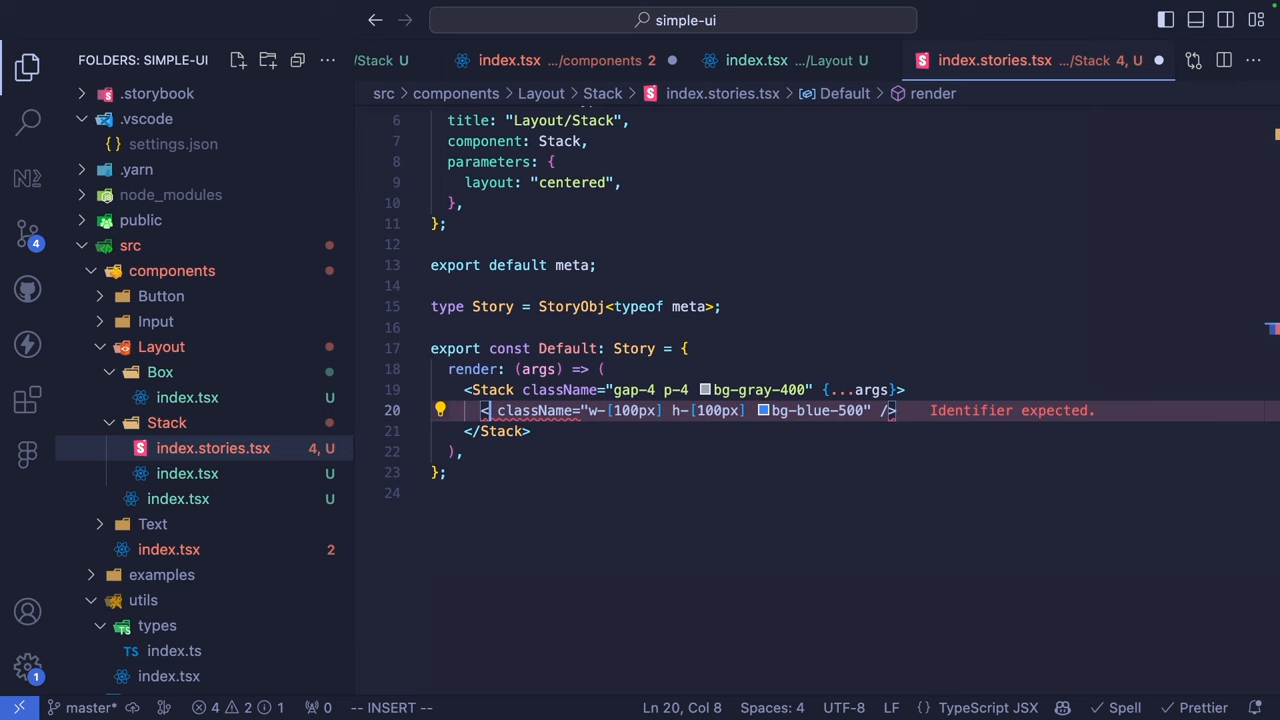 simple-ui
FOLDERS: SIMPLE-UI
/Stack U
index.tsx .../components 2
index.tsx .../Layout U
index.stories.tsx .../Stack 4, U
src > components > Layout > Stack > index.stories.tsx > Default > render
.storybook
.vscode
settings.json
.yarn
node_modules
public
src
components
Button
Input
Layout
Box
index.tsx U
Stack
index.stories.tsx 4, U
index.tsx U
index.tsx U
Text
index.tsx 2
examples
utils
types
TS index.ts
index.tsx
4
1
6 title: "Layout/Stack",
7 component: Stack,
8 parameters: {
9 layout: "centered",
10 },
11 };
12
13 export default meta;
14
15 type Story = StoryObj<typeof meta>;
16
17 export const Default: Story = {
18 render: (args) => (
19 <Stack className="gap-4 p-4 bg-gray-400" {...args}>
20 < className="w-[100px] h-[100px] bg-blue-500" /> Identifier expected.
21 </Stack>
22 ),
23 };
24
master* 4 2 1 0 -- INSERT -- Ln 20, Col 8 Spaces: 4 UTF-8 LF {} TypeScript JSX Spell Prettier